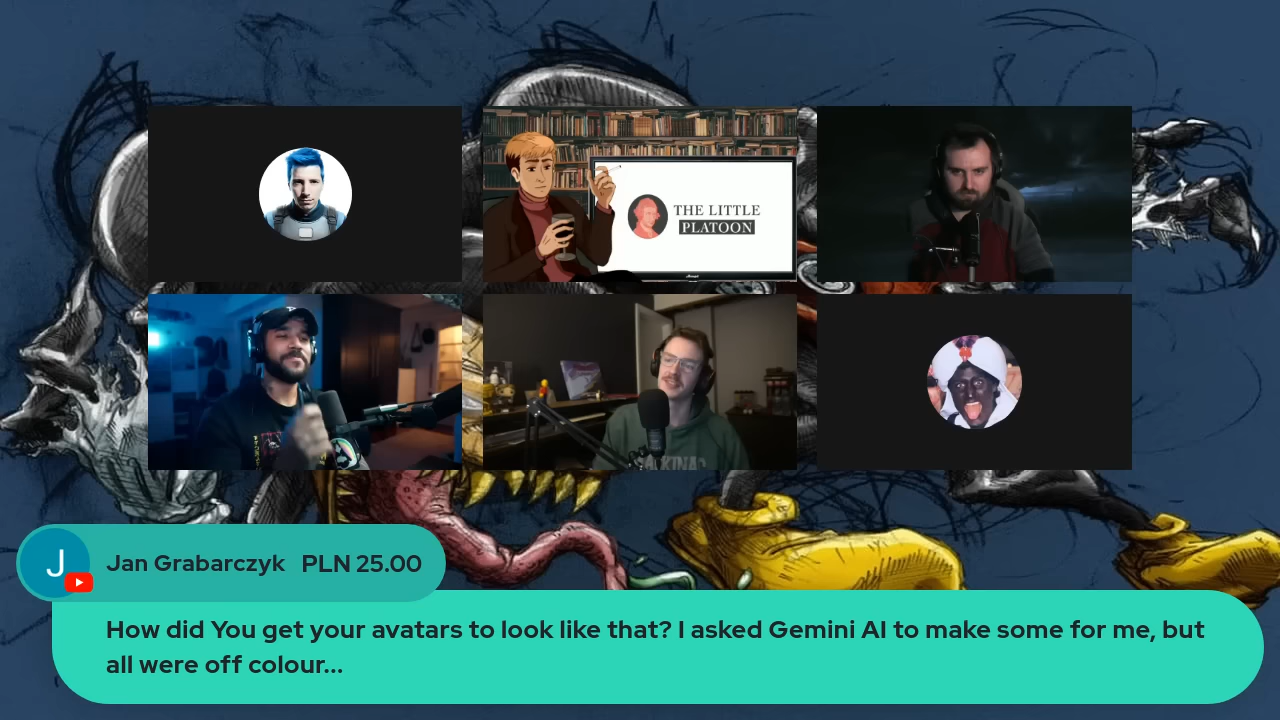 THE LITTLE
PLATOON
J
Jan Grabarczyk PLN 25.00
How did You get your avatars to look like that? I asked Gemini AI to make some for me, but
all were off colour...